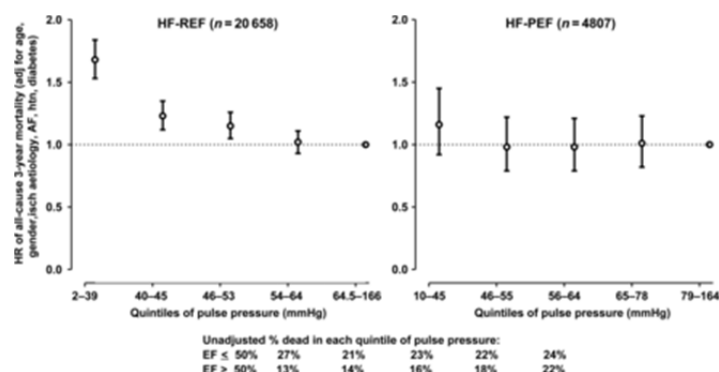 HF-REF (n = 20 658)
HR of all-cause 3-year mortality (adj for age,
gender,isch aetiology, AF, htn, diabetes)
2.0
1.5
1.0
0.5
0.0
2–39
40–45
46–53
54–64
64.5–166
Quintiles of pulse pressure (mmHg)
HF-PEF (n = 4807)
2.0
1.5
1.0
0.5
0.0
10–45
46–55
56–64
65–78
79–164
Quintiles of pulse pressure (mmHg)
Unadjusted % dead in each quintile of pulse pressure:
EF ≤ 50% 27% 21% 23% 22% 24%
EF > 50% 13% 14% 16% 18% 22%